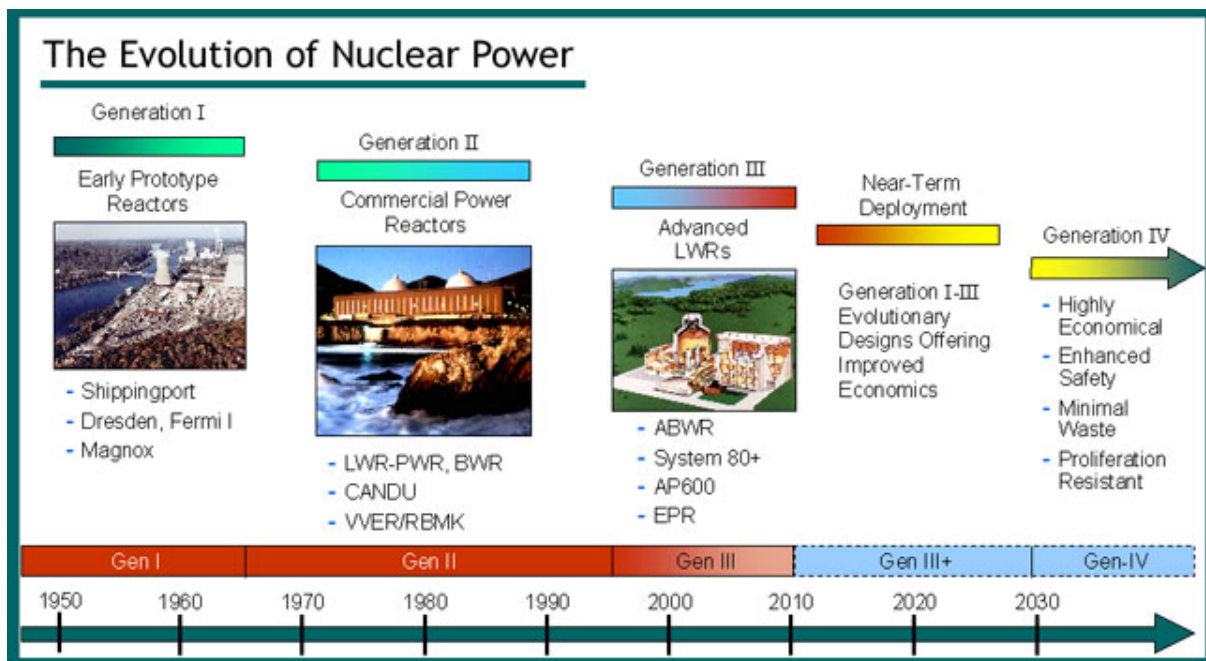 The Evolution of Nuclear Power
Generation I
Early Prototype
Reactors
- Shippingport
- Dresden, Fermi I
- Magnox
Generation II
Commercial Power
Reactors
- LWR-PWR, BWR
- CANDU
- VVER/RBMK
Generation III
Advanced
LWRs
- ABWR
- System 80+
- AP600
- EPR
Near-Term
Deployment
Generation I-III
Evolutionary
Designs Offering
Improved
Economics
Generation IV
- Highly
Economical
- Enhanced
Safety
- Minimal
Waste
- Proliferation
Resistant
Gen I Gen II Gen III Gen III+ Gen-IV
1950 1960 1970 1980 1990 2000 2010 2020 2030